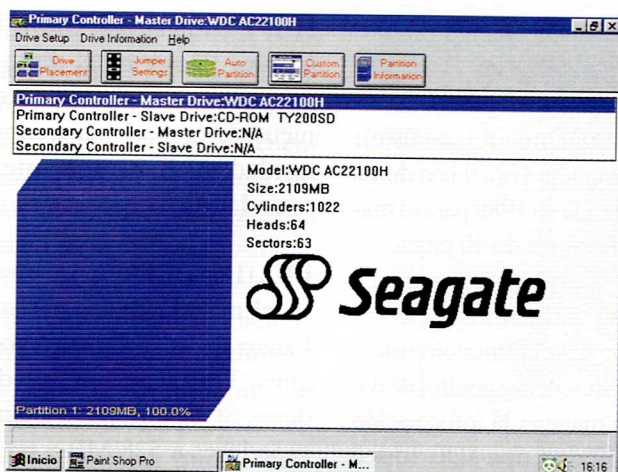 Primary Controller - Master Drive:WDC AC22100H
Drive Setup Drive Information Help
Drive Placement
Jumper Settings
Auto Partition
Custom Partition
Partition Information
Primary Controller - Master Drive:WDC AC22100H
Primary Controller - Slave Drive:CD-ROM TY200SD
Secondary Controller - Master Drive:N/A
Secondary Controller - Slave Drive:N/A
Model:WDC AC22100H
Size:2109MB
Cylinders:1022
Heads:64
Sectors:63
Seagate
Partition 1: 2109MB, 100.0%
Inicio Paint Shop Pro Primary Controller - M... 16:16